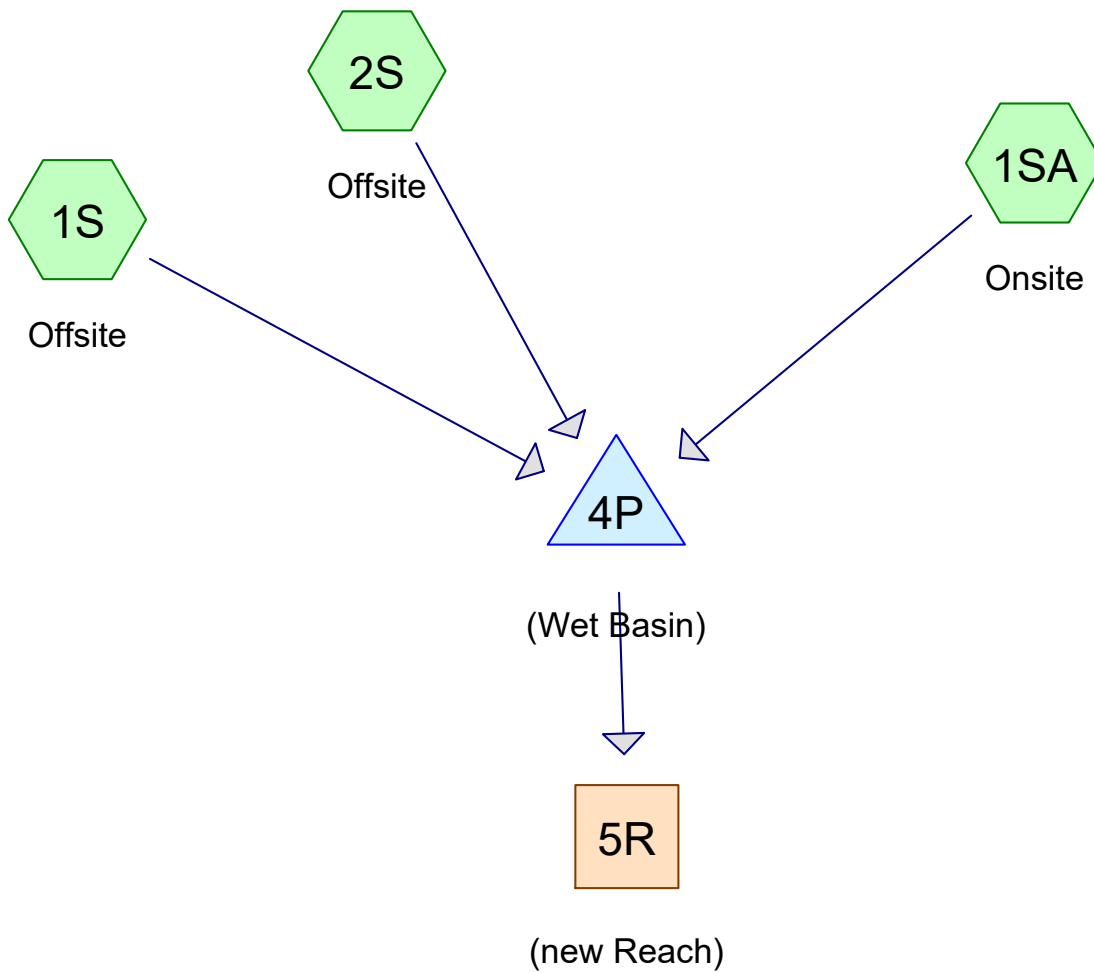 2S
Offsite
1SA
Onsite
1S
Offsite
4P
(Wet Basin)
5R
(new Reach)